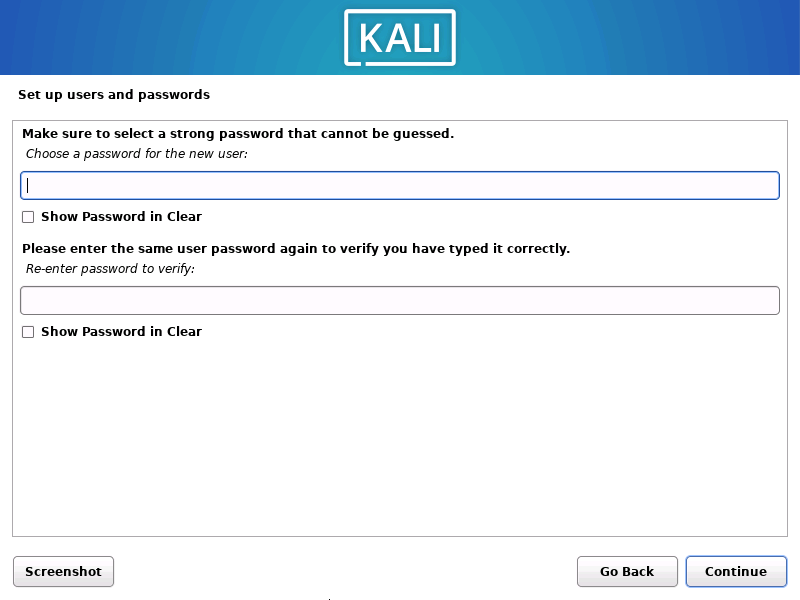 KALI
Set up users and passwords
Make sure to select a strong password that cannot be guessed.
Choose a password for the new user:
Show Password in Clear
Please enter the same user password again to verify you have typed it correctly.
Re-enter password to verify:
Show Password in Clear
Screenshot
Go Back
Continue